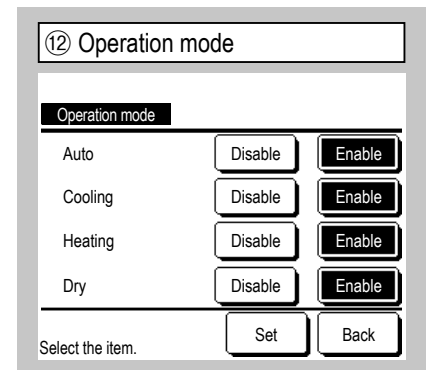 ⑫ Operation mode
Operation mode
Auto Disable Enable
Cooling Disable Enable
Heating Disable Enable
Dry Disable Enable
Select the item. Set Back